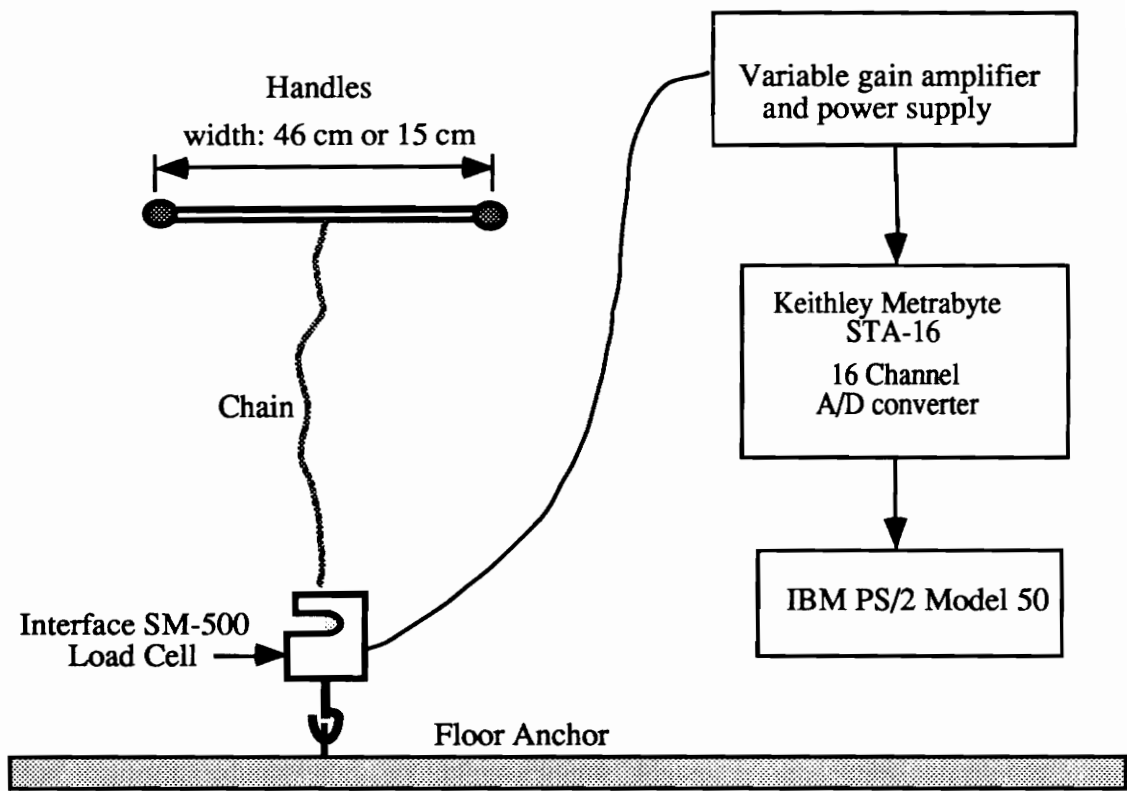 Handles
width: 46 cm or 15 cm
Chain
Interface SM-500
Load Cell
Floor Anchor
Variable gain amplifier
and power supply
Keithley Metrabyte
STA-16
16 Channel
A/D converter
IBM PS/2 Model 50